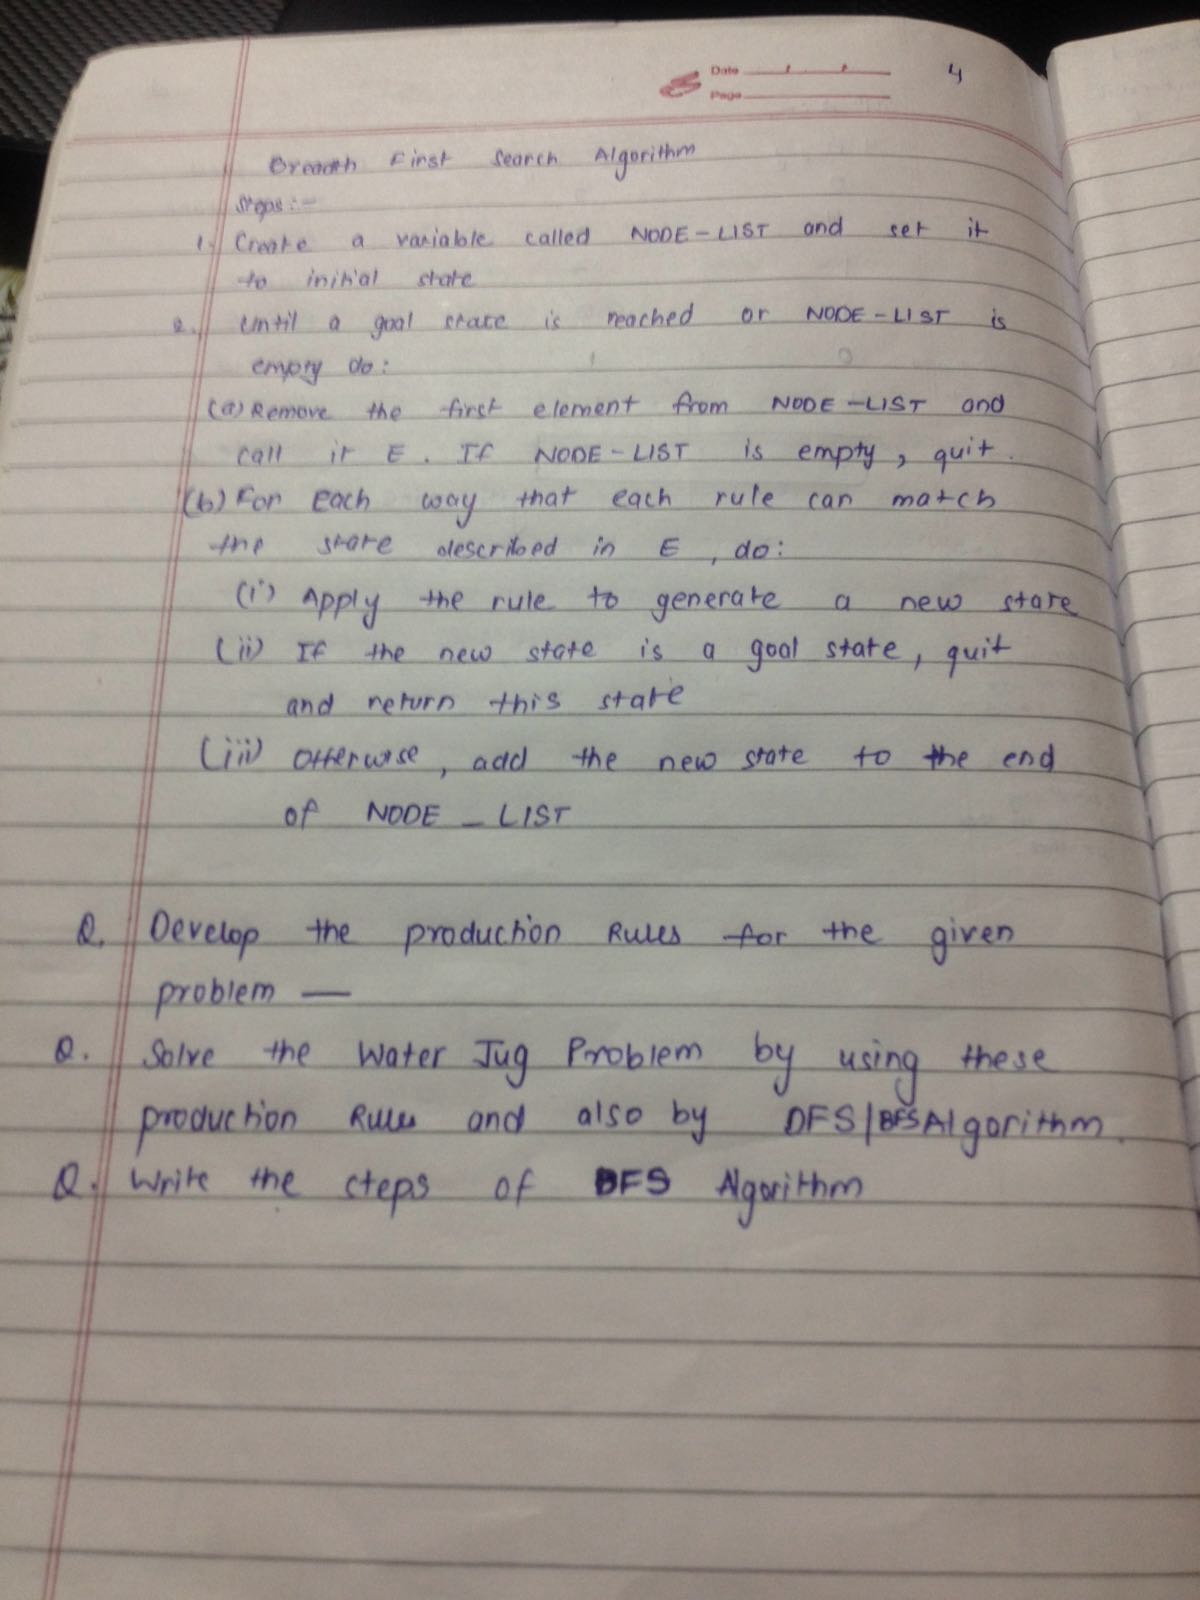 Date
Page
4
Breadth First Search Algorithm
Steps:-
1. Create a variable called NODE-LIST and set it
to initial state
2. Until a goal state is reached or NODE-LIST is
empty do:
(a) Remove the first element from NODE-LIST and
call it E. If NODE-LIST is empty, quit.
(b) For Each way that each rule can match
the state described in E, do:
(i) Apply the rule to generate a new state
(ii) If the new state is a goal state, quit
and return this state
(iii) Otherwise, add the new state to the end
of NODE_LIST
Q. Develop the production Rules for the given
problem —
Q. Solve the Water Jug Problem by using these
production Rules and also by DFS/BFS Algorithm.
Q. Write the steps of BFS Algorithm